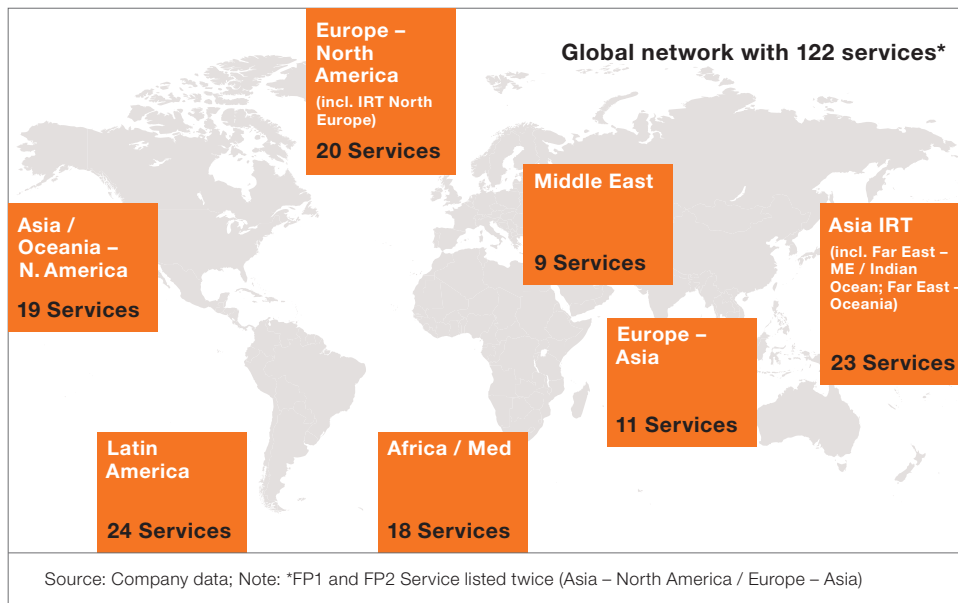 Global network with 122 services*
Europe –
North
America
(incl. IRT North
Europe)
20 Services
Middle East
9 Services
Asia /
Oceania –
N. America
19 Services
Asia IRT
(incl. Far East –
ME / Indian
Ocean; Far East –
Oceania)
23 Services
Europe –
Asia
11 Services
Latin
America
24 Services
Africa / Med
18 Services
Source: Company data; Note: *FP1 and FP2 Service listed twice (Asia – North America / Europe – Asia)